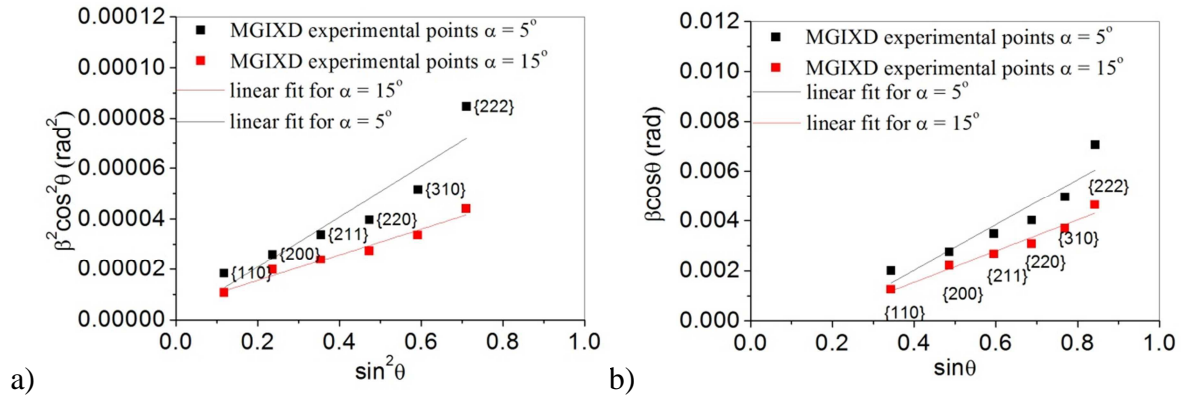 0.00012
0.00010
0.00008
0.00006
0.00004
0.00002
0.00000
β²cos²θ (rad²)
MGIXD experimental points α = 5°
MGIXD experimental points α = 15°
linear fit for α = 15°
linear fit for α = 5°
{222}
{310}
{220}
{211}
{200}
{110}
0.0 0.2 0.4 0.6 0.8 1.0
sin²θ
a)
0.012
0.010
0.008
0.006
0.004
0.002
0.000
βcosθ (rad)
MGIXD experimental points α = 5°
MGIXD experimental points α = 15°
linear fit for α = 5°
linear fit for α = 15°
{222}
{310}
{220}
{211}
{200}
{110}
0.0 0.2 0.4 0.6 0.8 1.0
sinθ
b)